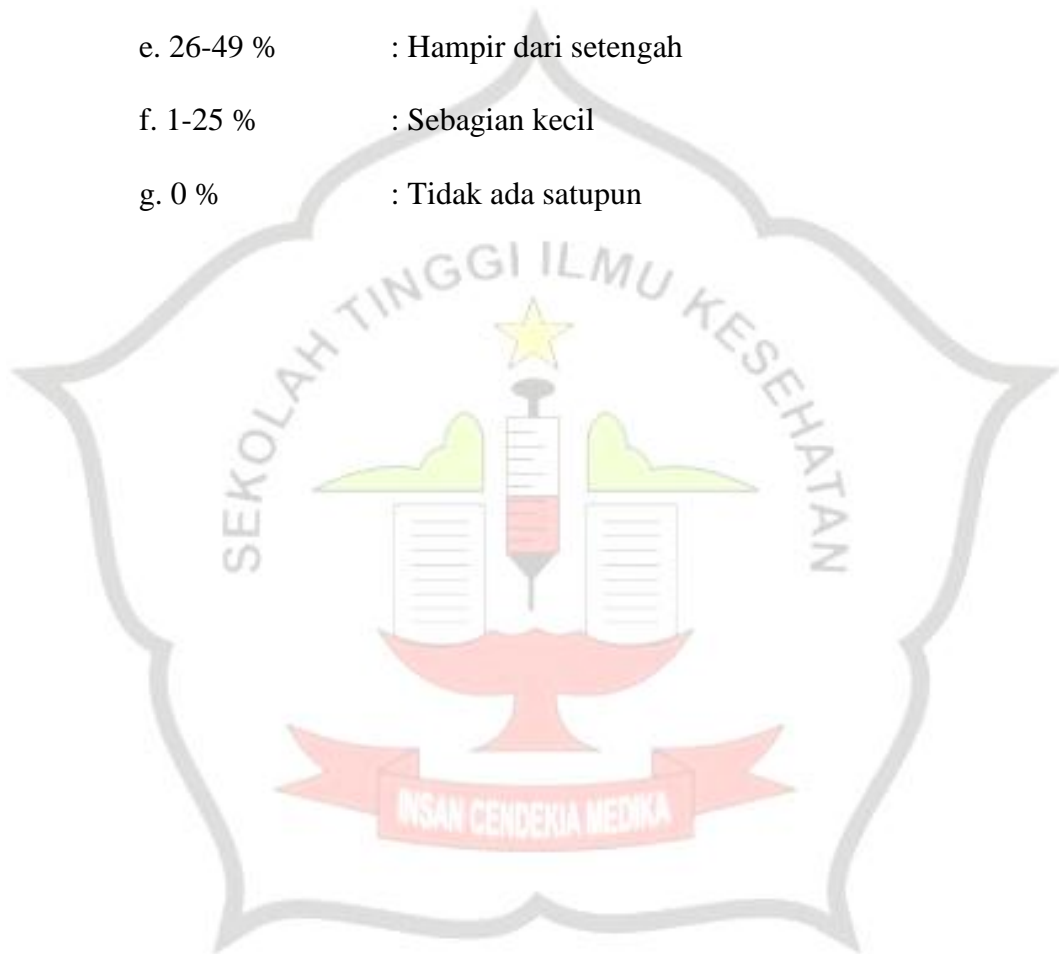 e. 26-49 % : Hampir dari setengah
f. 1-25 % : Sebagian kecil
g. 0 % : Tidak ada satupun
SEKOLAH TINGGI ILMU KESEHATAN
INSAN CENDEKIA MEDIKA